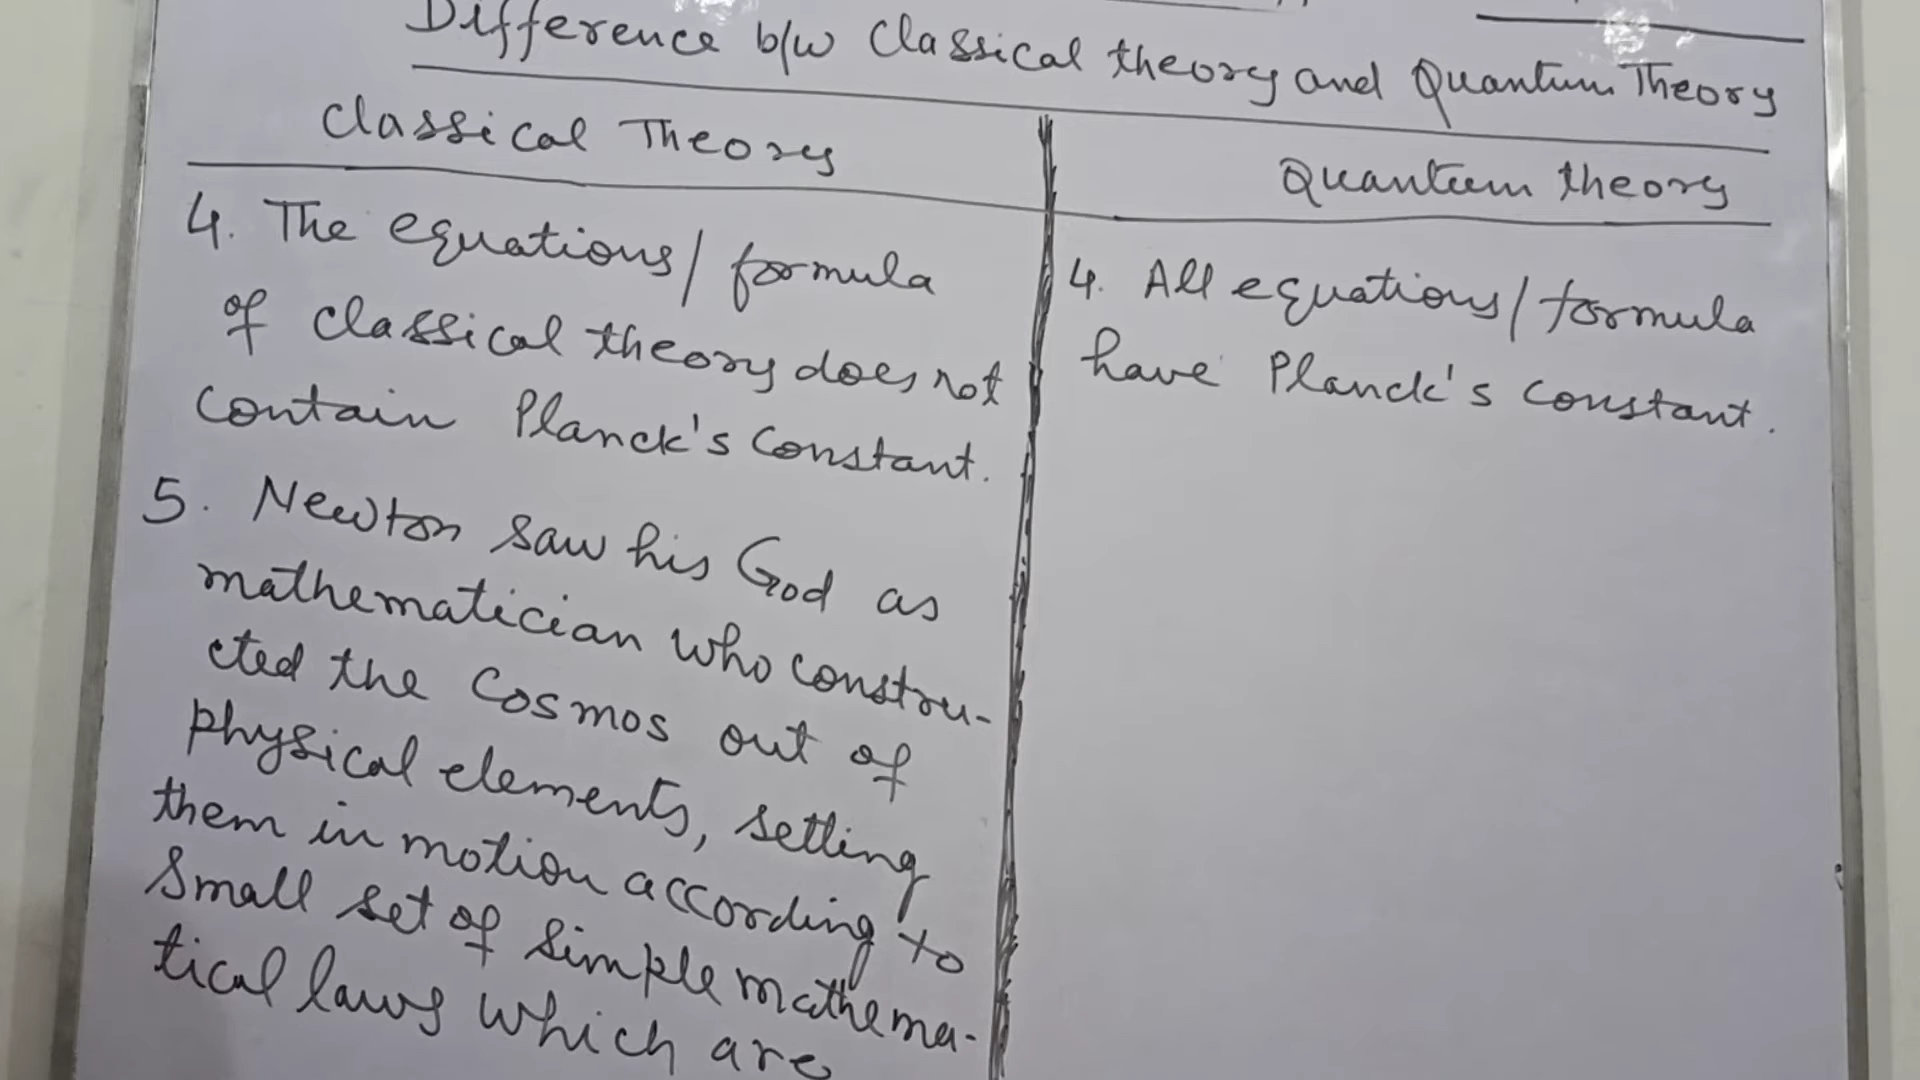 Difference b/w Classical theory and Quantum Theory
Classical Theory
4. The equations/formula
of classical theory does not
contain Planck's Constant.
5. Newton saw his God as
mathematician who constru-
cted the Cosmos out of
physical elements, setting
them in motion according to
Small set of simple mathema-
tical laws which are
Quantum theory
4. All equations/formula
have Planck's Constant.